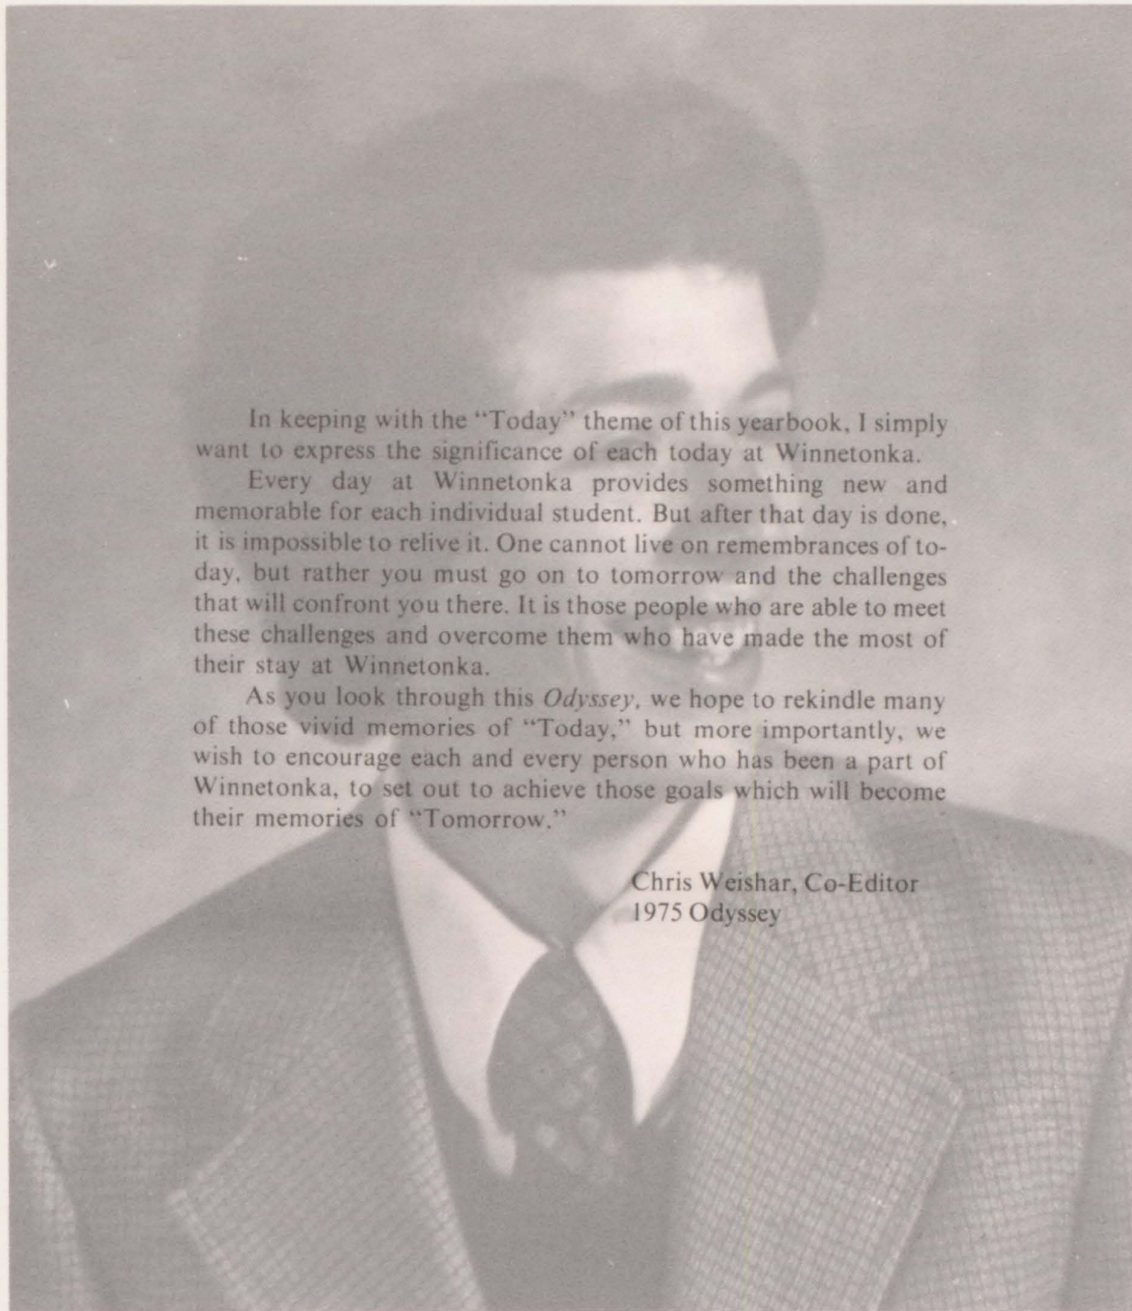 In keeping with the “Today” theme of this yearbook, I simply
want to express the significance of each today at Winnetonka.
Every day at Winnetonka provides something new and
memorable for each individual student. But after that day is done,
it is impossible to relive it. One cannot live on remembrances of to-
day, but rather you must go on to tomorrow and the challenges
that will confront you there. It is those people who are able to meet
these challenges and overcome them who have made the most of
their stay at Winnetonka.
As you look through this Odyssey, we hope to rekindle many
of those vivid memories of “Today,” but more importantly, we
wish to encourage each and every person who has been a part of
Winnetonka, to set out to achieve those goals which will become
their memories of “Tomorrow.”
Chris Weishar, Co-Editor
1975 Odyssey